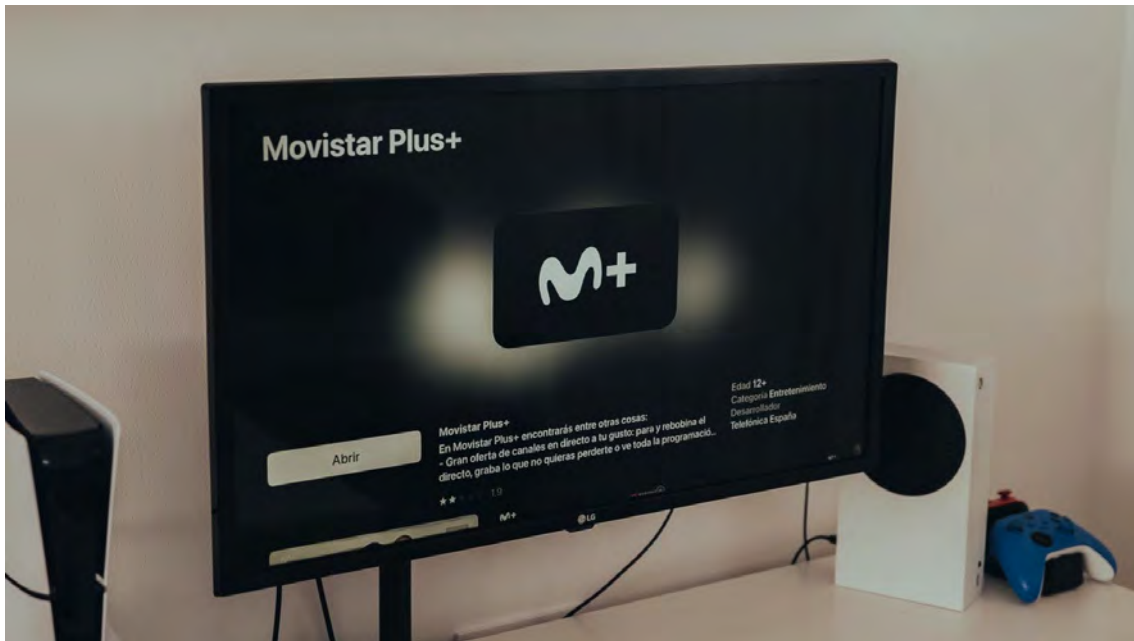 Movistar Plus+
M+
Abrir
Movistar Plus+
En Movistar Plus+ encontrarás entre otras cosas:
- Gran oferta de canales en directo a tu gusto: para y rebobina el
directo, graba lo que no quieras perderte o ve toda la programació...
1,9
M+
Edad 12+
Categoría Entretenimiento
Desarrollador
Telefónica España
LG